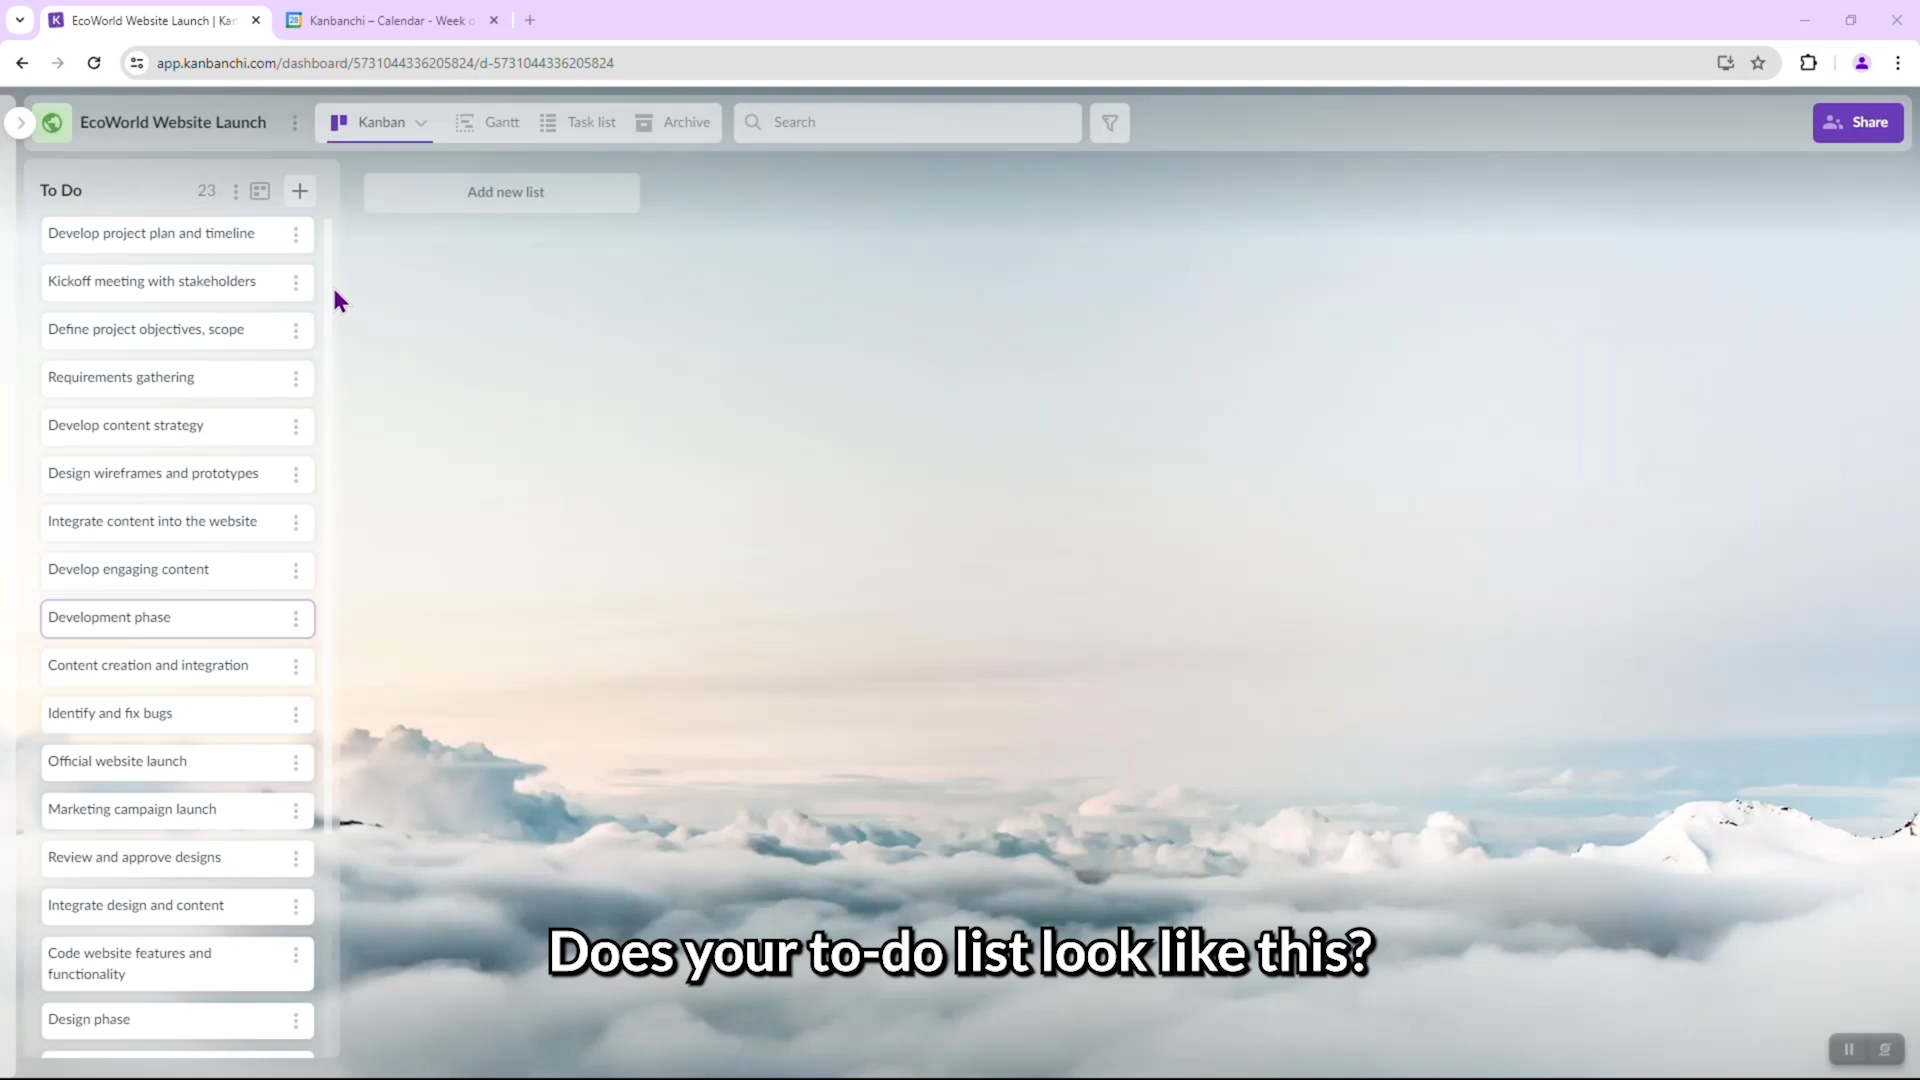 EcoWorld Website Launch | Kan
Kanbanchi – Calendar - Week o
app.kanbanchi.com/dashboard/5731044336205824/d-5731044336205824
EcoWorld Website Launch
Kanban
Gantt
Task list
Archive
Search
Share
To Do
23
Add new list
Develop project plan and timeline
Kickoff meeting with stakeholders
Define project objectives, scope
Requirements gathering
Develop content strategy
Design wireframes and prototypes
Integrate content into the website
Develop engaging content
Development phase
Content creation and integration
Identify and fix bugs
Official website launch
Marketing campaign launch
Review and approve designs
Integrate design and content
Code website features and
functionality
Design phase
Does your to-do list look like this?